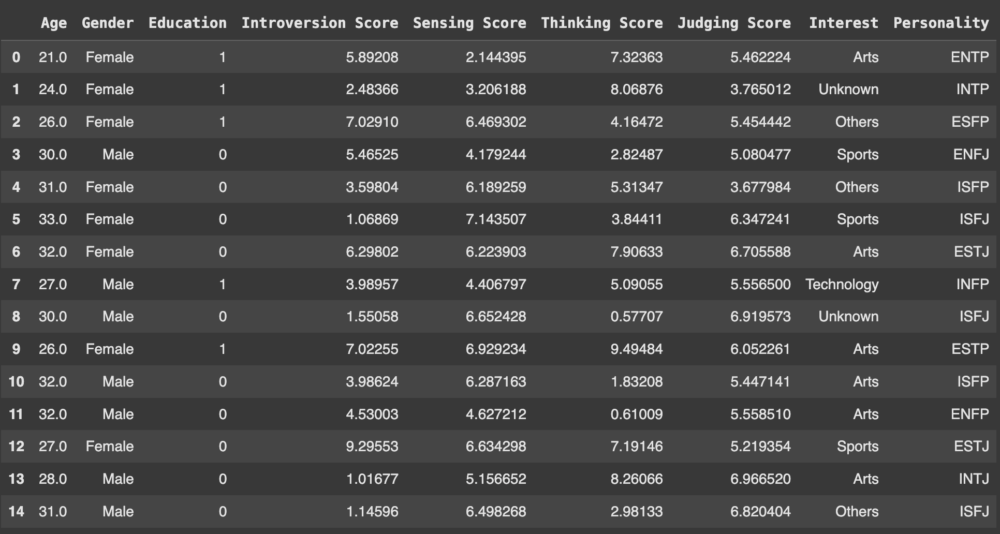 Age Gender Education Introversion Score Sensing Score Thinking Score Judging Score Interest Personality
0 21.0 Female 1 5.89208 2.144395 7.32363 5.462224 Arts ENTP
1 24.0 Female 1 2.48366 3.206188 8.06876 3.765012 Unknown INTP
2 26.0 Female 1 7.02910 6.469302 4.16472 5.454442 Others ESFP
3 30.0 Male 0 5.46525 4.179244 2.82487 5.080477 Sports ENFJ
4 31.0 Female 0 3.59804 6.189259 5.31347 3.677984 Others ISFP
5 33.0 Female 0 1.06869 7.143507 3.84411 6.347241 Sports ISFJ
6 32.0 Female 0 6.29802 6.223903 7.90633 6.705588 Arts ESTJ
7 27.0 Male 1 3.98957 4.406797 5.09055 5.556500 Technology INFP
8 30.0 Male 0 1.55058 6.652428 0.57707 6.919573 Unknown ISFJ
9 26.0 Female 1 7.02255 6.929234 9.49484 6.052261 Arts ESTP
10 32.0 Male 0 3.98624 6.287163 1.83208 5.447141 Arts ISFP
11 32.0 Male 0 4.53003 4.627212 0.61009 5.558510 Arts ENFP
12 27.0 Female 0 9.29553 6.634298 7.19146 5.219354 Sports ESTJ
13 28.0 Male 0 1.01677 5.156652 8.26066 6.966520 Arts INTJ
14 31.0 Male 0 1.14596 6.498268 2.98133 6.820404 Others ISFJ